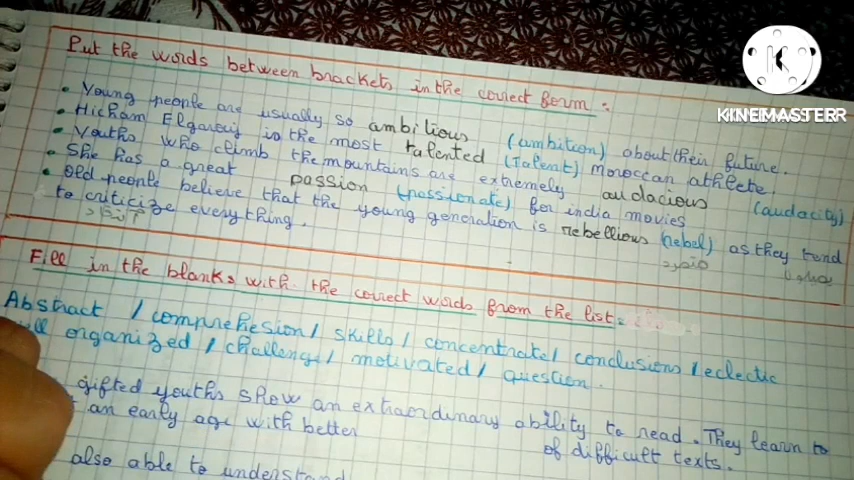 Put the words between brackets in the correct form :
• Young people are usually so ambitious (ambition) about their future.
• Hicham Elgarouj is the most talented (Talent) moroccan athlete.
• Youths who climb the mountains are extremely audacious (audacity)
• She has a great passion (passionate) for india movies
• Old people believe that the young generation is rebellious (rebel) as they tend
to criticize everything.
Fill in the blanks with the correct words from the list:
Abstract / comprehesion / skills / concentrate / conclusions / eclectic
organized / challenge / motivated / question.
gifted youths show an extraordinary ability to read. They learn to
an early age with better of difficult texts.
also able to understand
K
KINEMASTER